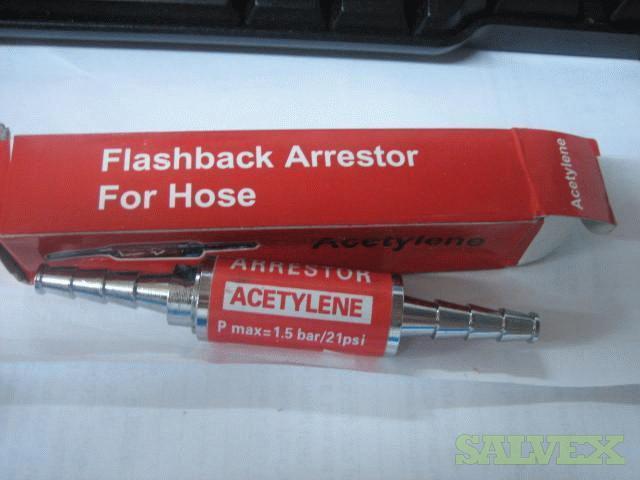 Flashback Arrestor
For Hose
Acetylene
Acetylene
ARRESTOR
ACETYLENE
P max=1.5 bar/21psi
SALVEX